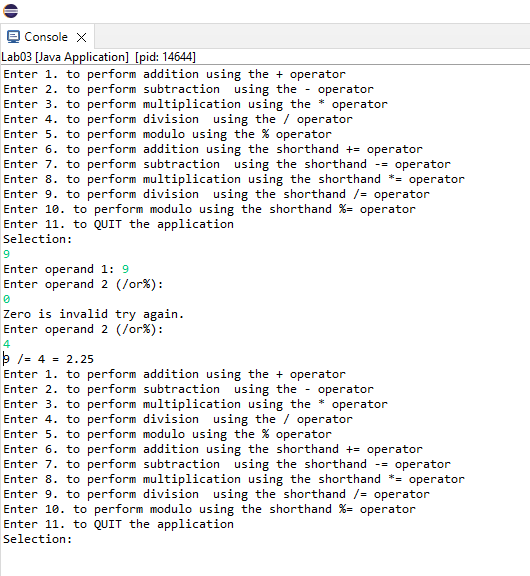 Console
Lab03 [Java Application] [pid: 14644]
Enter 1. to perform addition using the + operator
Enter 2. to perform subtraction  using the - operator
Enter 3. to perform multiplication using the * operator
Enter 4. to perform division  using the / operator
Enter 5. to perform modulo using the % operator
Enter 6. to perform addition using the shorthand += operator
Enter 7. to perform subtraction  using the shorthand -= operator
Enter 8. to perform multiplication using the shorthand *= operator
Enter 9. to perform division  using the shorthand /= operator
Enter 10. to perform modulo using the shorthand %= operator
Enter 11. to QUIT the application
Selection:
9
Enter operand 1: 9
Enter operand 2 (/or%):
0
Zero is invalid try again.
Enter operand 2 (/or%):
4
9 /= 4 = 2.25
Enter 1. to perform addition using the + operator
Enter 2. to perform subtraction  using the - operator
Enter 3. to perform multiplication using the * operator
Enter 4. to perform division  using the / operator
Enter 5. to perform modulo using the % operator
Enter 6. to perform addition using the shorthand += operator
Enter 7. to perform subtraction  using the shorthand -= operator
Enter 8. to perform multiplication using the shorthand *= operator
Enter 9. to perform division  using the shorthand /= operator
Enter 10. to perform modulo using the shorthand %= operator
Enter 11. to QUIT the application
Selection: